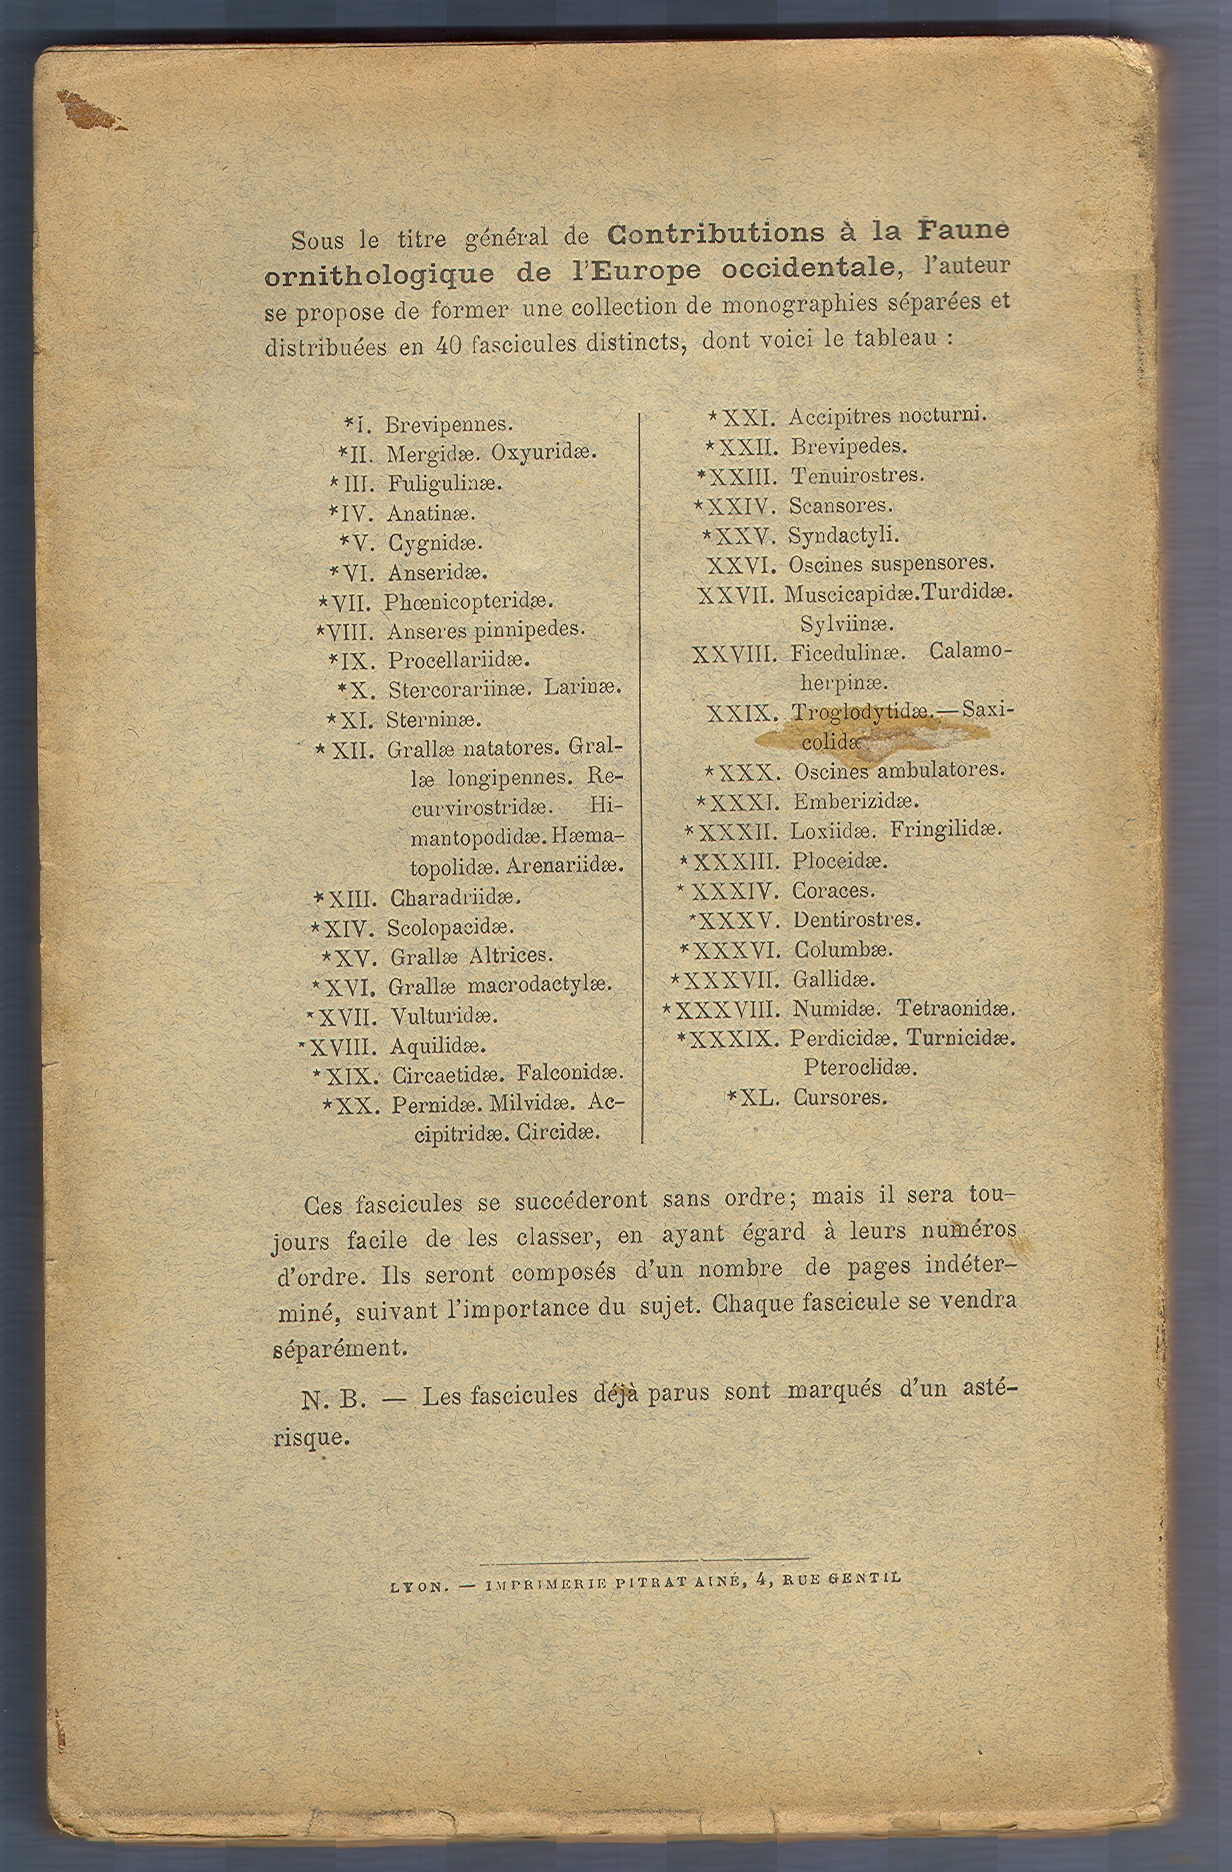 Sous le titre général de Contributions à la Faune
ornithologique de l'Europe occidentale, l'auteur
se propose de former une collection de monographies séparées et
distribuées en 40 fascicules distincts, dont voici le tableau :
*I. Brevipennes.
*II. Mergidæ. Oxyuridæ.
*III. Fuligulinæ.
*IV. Anatinæ.
*V. Cygnidæ.
*VI. Anseridæ.
*VII. Phœnicopteridæ.
*VIII. Anseres pinnipedes.
*IX. Procellariidæ.
*X. Stercorariinæ. Larinæ.
*XI. Sterninæ.
*XII. Grallæ natatores. Gral-
læ longipennes. Re-
curvirostridæ. Hi-
mantopodidæ. Hæma-
topolidæ. Arenariidæ.
*XIII. Charadriidæ.
*XIV. Scolopacidæ.
*XV. Grallæ Altrices.
*XVI. Grallæ macrodactylæ.
*XVII. Vulturidæ.
*XVIII. Aquilidæ.
*XIX. Circaetidæ. Falconidæ.
*XX. Pernidæ. Milvidæ. Ac-
cipitridæ. Circidæ.
*XXI. Accipitres nocturni.
*XXII. Brevipedes.
*XXIII. Tenuirostres.
*XXIV. Scansores.
*XXV. Syndactyli.
XXVI. Oscines suspensores.
XXVII. Muscicapidæ. Turdidæ.
Sylviinæ.
XXVIII. Ficedulinæ. Calamo-
herpinæ.
XXIX. Troglodytidæ. — Saxi-
colidæ
*XXX. Oscines ambulatores.
*XXXI. Emberizidæ.
*XXXII. Loxiidæ. Fringilidæ.
*XXXIII. Ploceidæ.
*XXXIV. Coraces.
*XXXV. Dentirostres.
*XXXVI. Columbæ.
*XXXVII. Gallidæ.
*XXXVIII. Numidæ. Tetraonidæ.
*XXXIX. Perdicidæ. Turnicidæ.
Pteroclidæ.
*XL. Cursores.
Ces fascicules se succéderont sans ordre; mais il sera tou-
jours facile de les classer, en ayant égard à leurs numéros
d'ordre. Ils seront composés d'un nombre de pages indéter-
miné, suivant l'importance du sujet. Chaque fascicule se vendra
séparément.
N. B. — Les fascicules déjà parus sont marqués d'un asté-
risque.
LYON. — IMPRIMERIE PITRAT AINÉ, 4, RUE GENTIL